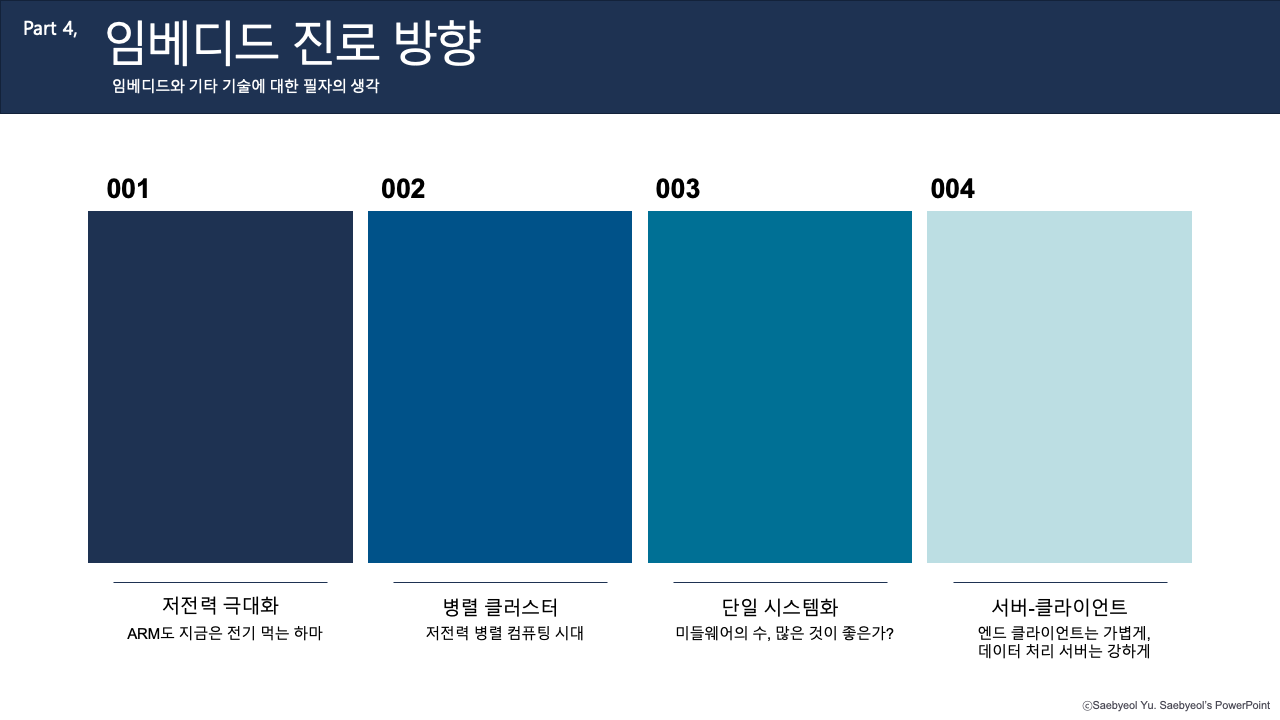 Part 4,
임베디드 진로 방향
임베디드와 기타 기술에 대한 필자의 생각
001
002
003
004
저전력 극대화
ARM도 지금은 전기 먹는 하마
병렬 클러스터
저전력 병렬 컴퓨팅 시대
단일 시스템화
미들웨어의 수, 많은 것이 좋은가?
서버-클라이언트
엔드 클라이언트는 가볍게,
데이터 처리 서버는 강하게
ⓒSaebyeol Yu. Saebyeol's PowerPoint